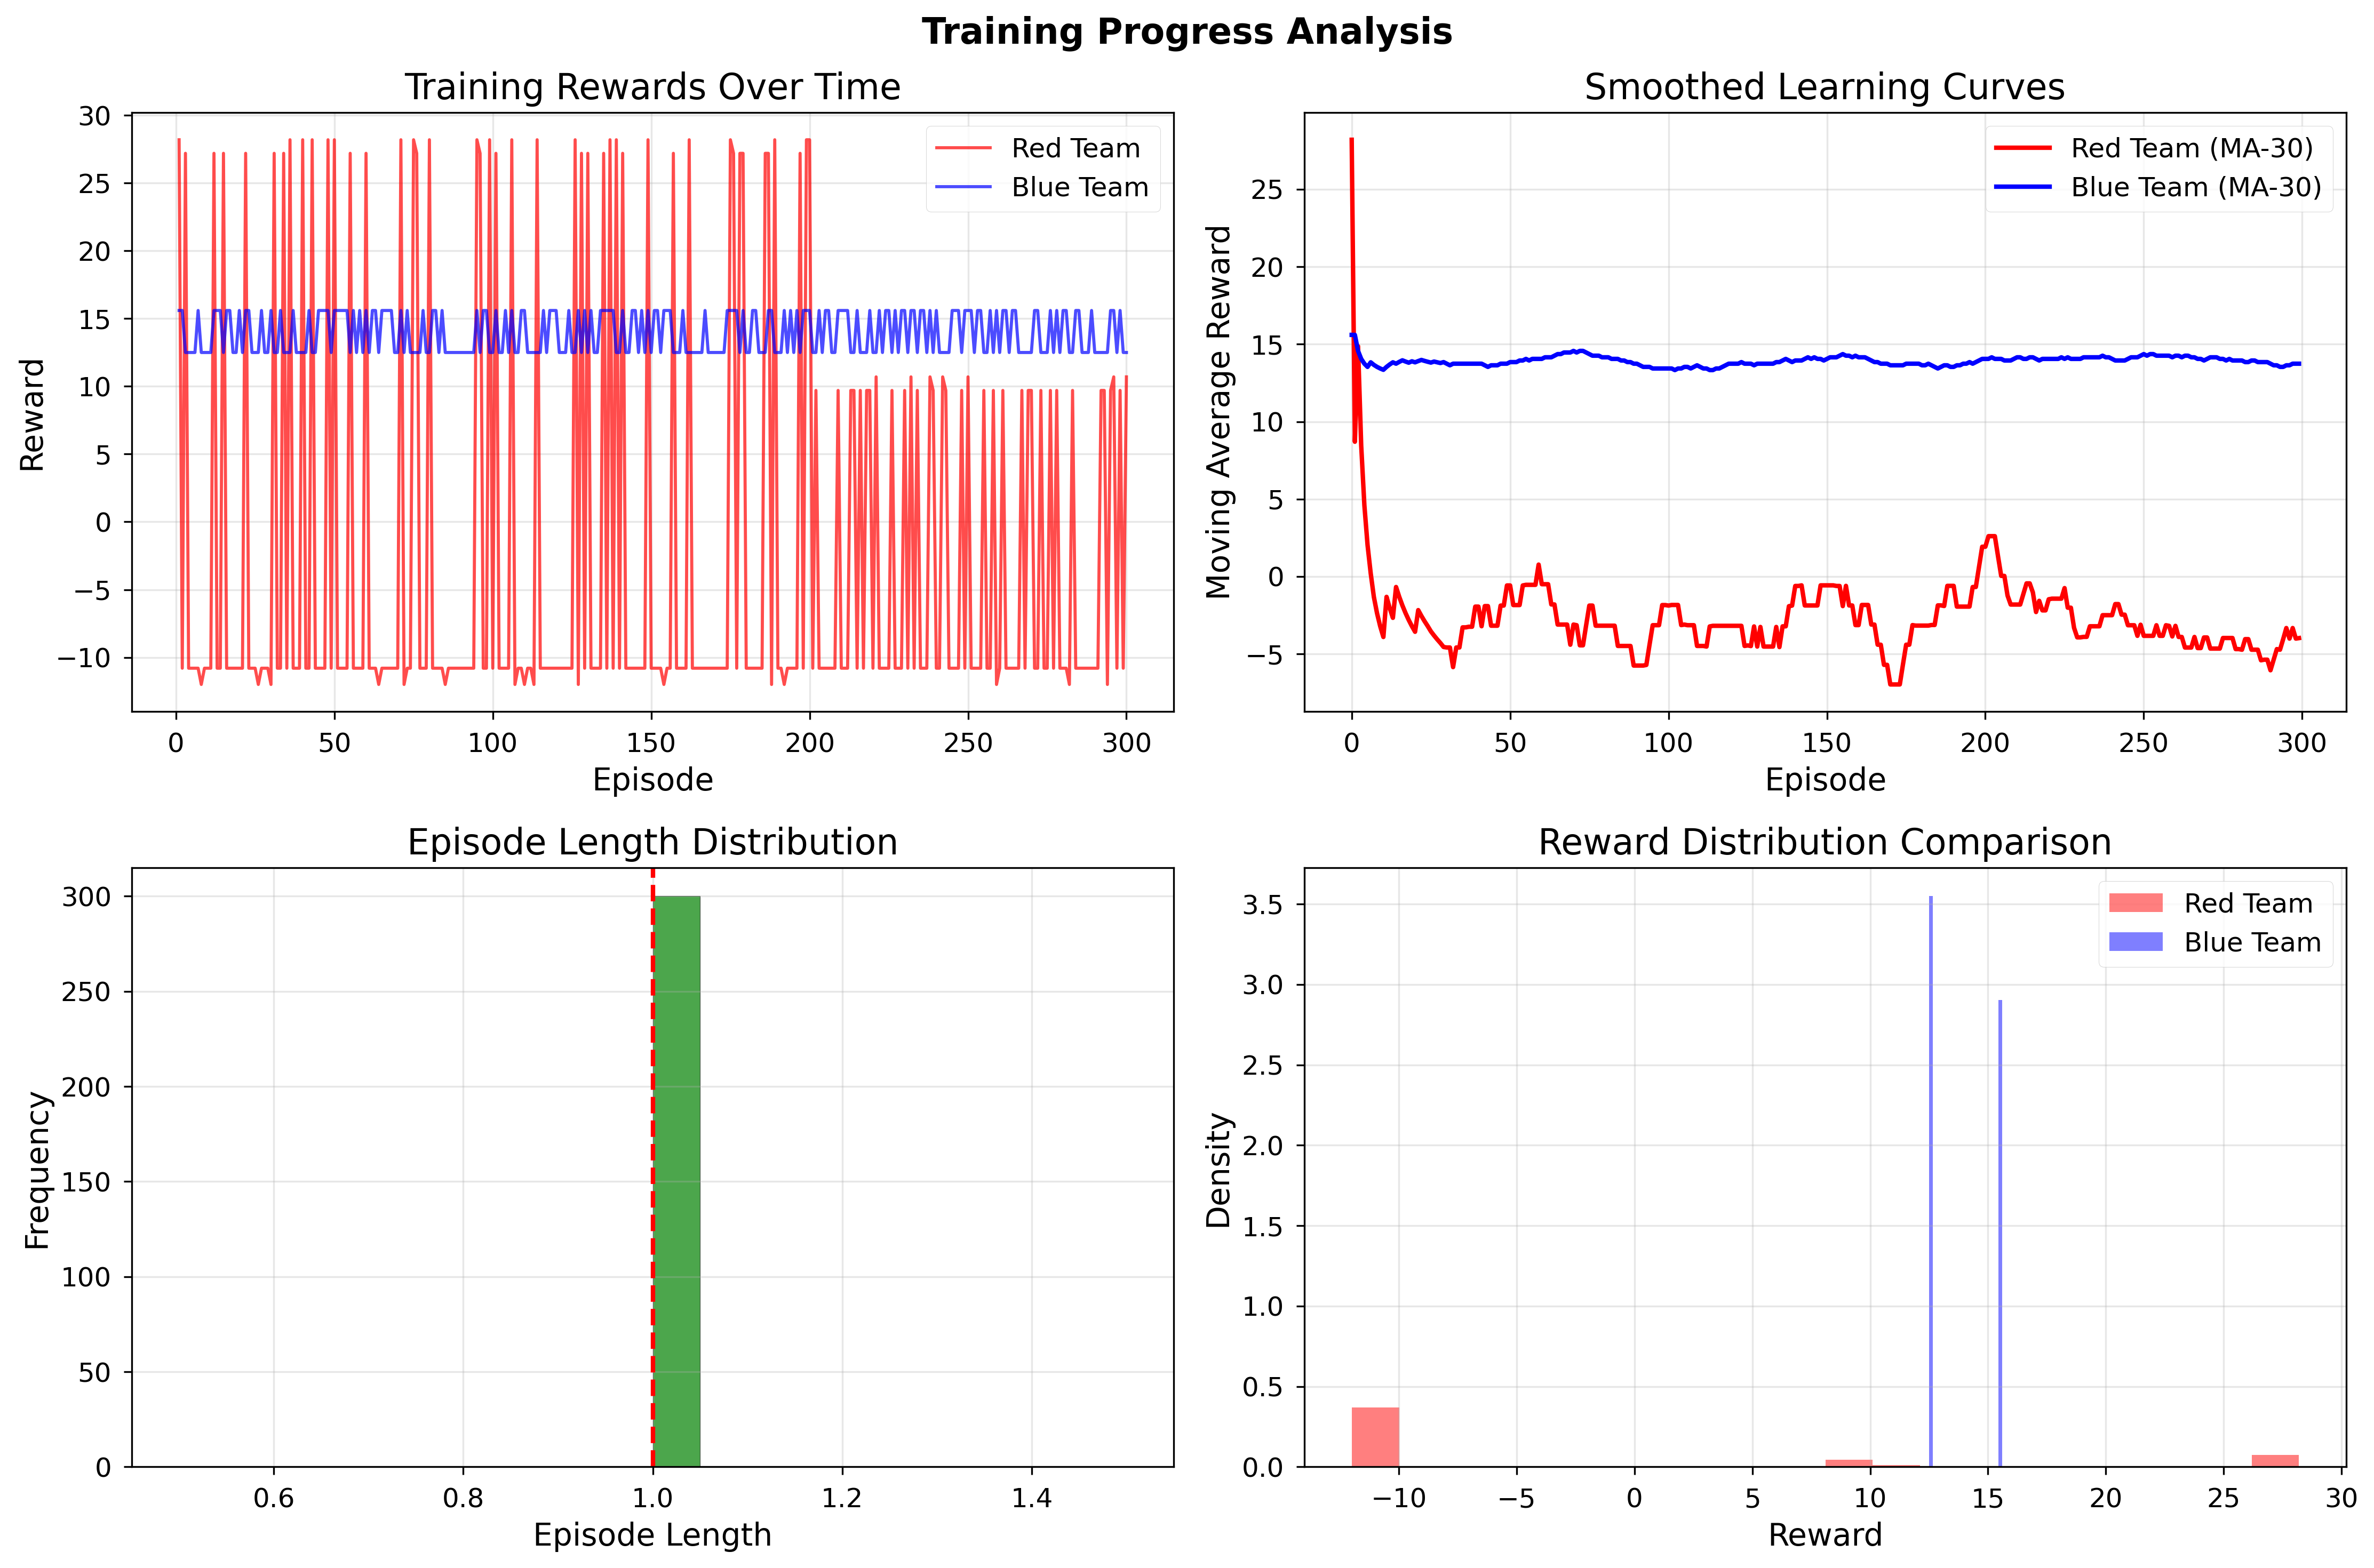 Training Progress Analysis
Training Rewards Over Time
30
25
20
15
10
5
0
−5
−10
Reward
0 50 100 150 200 250 300
Episode
Red Team
Blue Team
Smoothed Learning Curves
25
20
15
10
5
0
−5
Moving Average Reward
0 50 100 150 200 250 300
Episode
Red Team (MA-30)
Blue Team (MA-30)
Episode Length Distribution
300
250
200
150
100
50
0
Frequency
0.6 0.8 1.0 1.2 1.4
Episode Length
Reward Distribution Comparison
3.5
3.0
2.5
2.0
1.5
1.0
0.5
0.0
Density
−10 −5 0 5 10 15 20 25 30
Reward
Red Team
Blue Team